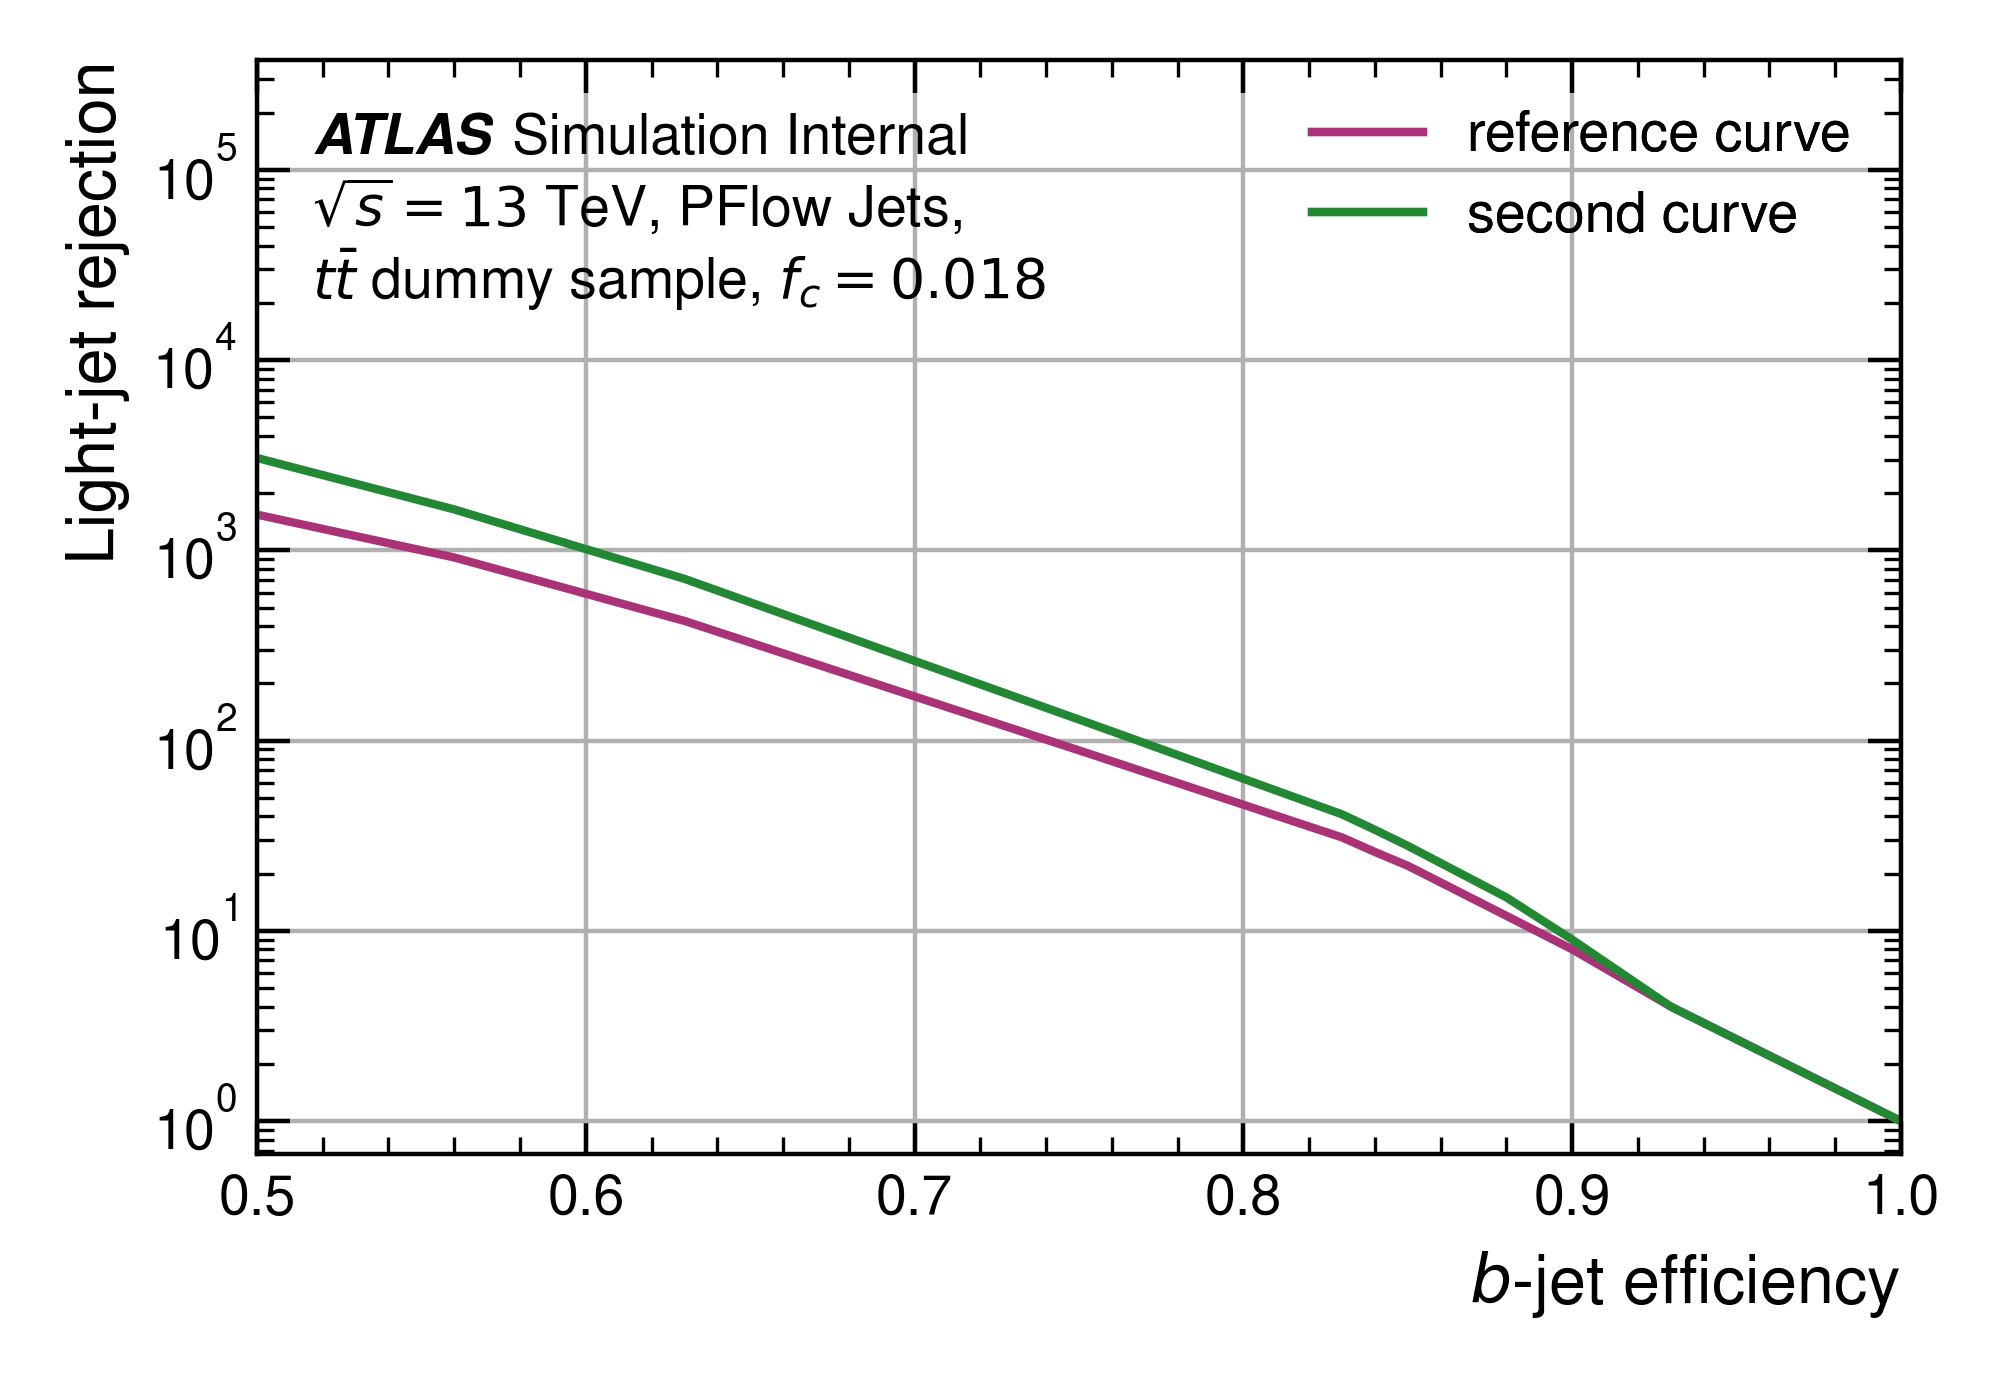 Light-jet rejection
ATLAS Simulation Internal
√s = 13 TeV, PFlow Jets,
tt̄ dummy sample, f_c = 0.018
reference curve
second curve
10^5
10^4
10^3
10^2
10^1
10^0
0.5 0.6 0.7 0.8 0.9 1.0
b-jet efficiency